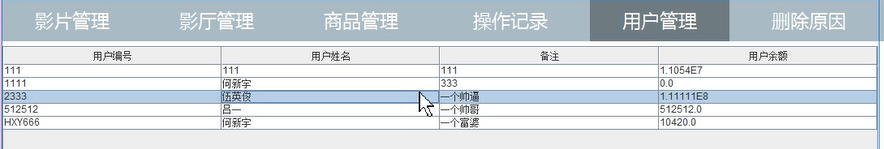 影片管理 影厅管理 商品管理 操作记录 用户管理 删除原因
用户编号 用户姓名 备注 用户余额
111 111 111 1.1054E7
1111 何新宇 333 0.0
2333 伍英俊 一个帅逼 1.11111E8
512512 吕一 一个帅哥 512512.0
HXY666 何新宇 一个富婆 10420.0